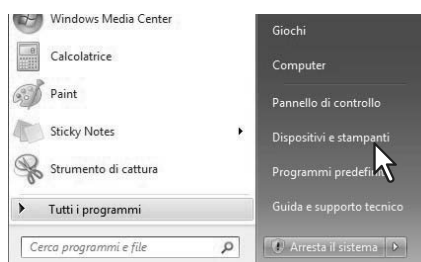 Windows Media Center
Calcolatrice
Paint
Sticky Notes
Strumento di cattura
Tutti i programmi
Cerca programmi e file
Giochi
Computer
Pannello di controllo
Dispositivi e stampanti
Programmi
Guida e supporto tecnico
Arresta il sistema